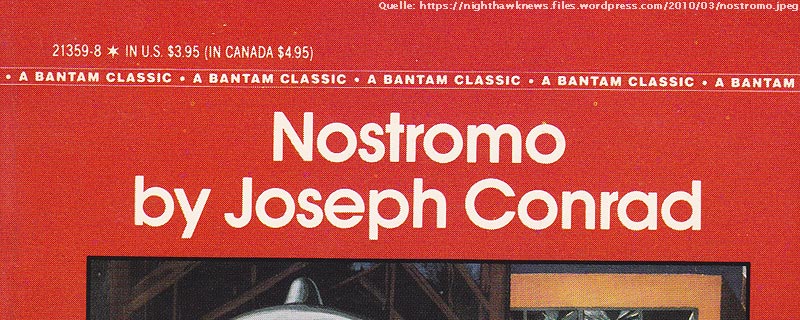 Quelle: https://nighthawknews.files.wordpress.com/2010/03/nostromo.jpeg
21359-8 ★ IN U.S. $3.95 (IN CANADA $4.95)
• A BANTAM CLASSIC • A BANTAM CLASSIC • A BANTAM CLASSIC • A BANTAM CLASSIC • A BANTAM
Nostromo
by Joseph Conrad